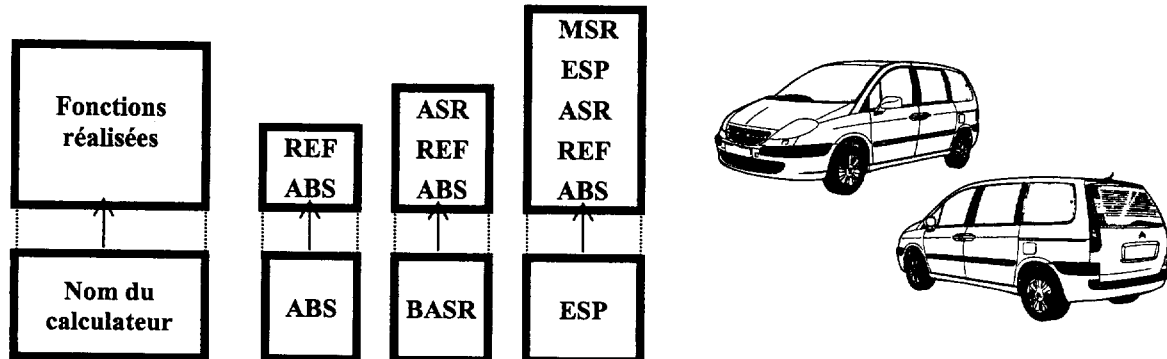 Fonctions
réalisées
REF
ABS
ASR
REF
ABS
MSR
ESP
ASR
REF
ABS
Nom du
calculateur
ABS
BASR
ESP